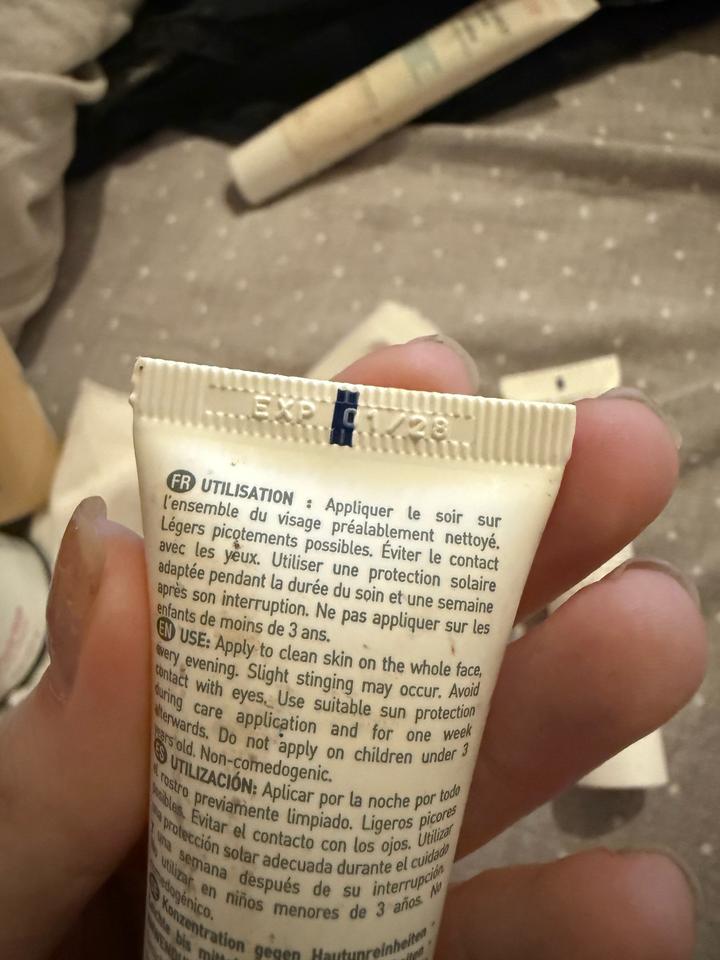 EXP 01/28
FR UTILISATION : Appliquer le soir sur
l'ensemble du visage préalablement nettoyé.
Légers picotements possibles. Éviter le contact
avec les yeux. Utiliser une protection solaire
adaptée pendant la durée du soin et une semaine
après son interruption. Ne pas appliquer sur les
enfants de moins de 3 ans.
EN USE: Apply to clean skin on the whole face,
every evening. Slight stinging may occur. Avoid
contact with eyes. Use suitable sun protection
during care application and for one week
afterwards. Do not apply on children under 3
years old. Non-comedogenic.
ES UTILIZACIÓN: Aplicar por la noche por todo
el rostro previamente limpiado. Ligeros picores
posibles. Evitar el contacto con los ojos. Utilizar
una protección solar adecuada durante el cuidado
y una semana después de su interrupción. No
utilizar en niños menores de 3 años. No
comedogénico.
Konzentration gegen Hautunreinheiten -